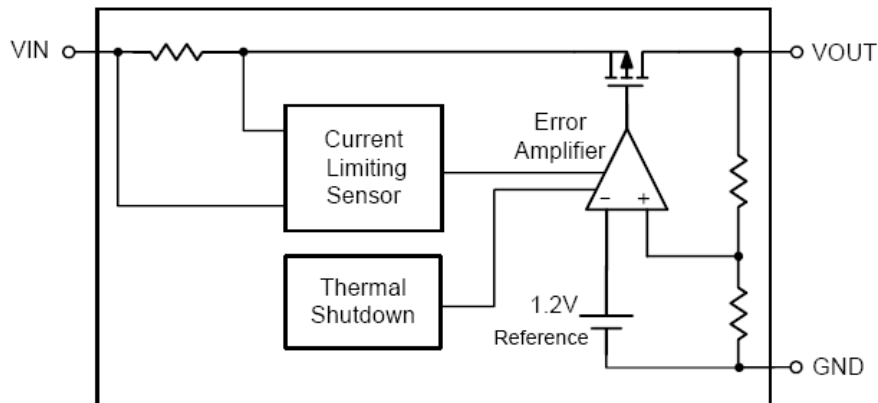 VIN
VOUT
Current
Limiting
Sensor
Error
Amplifier
− +
Thermal
Shutdown
1.2V
Reference
GND